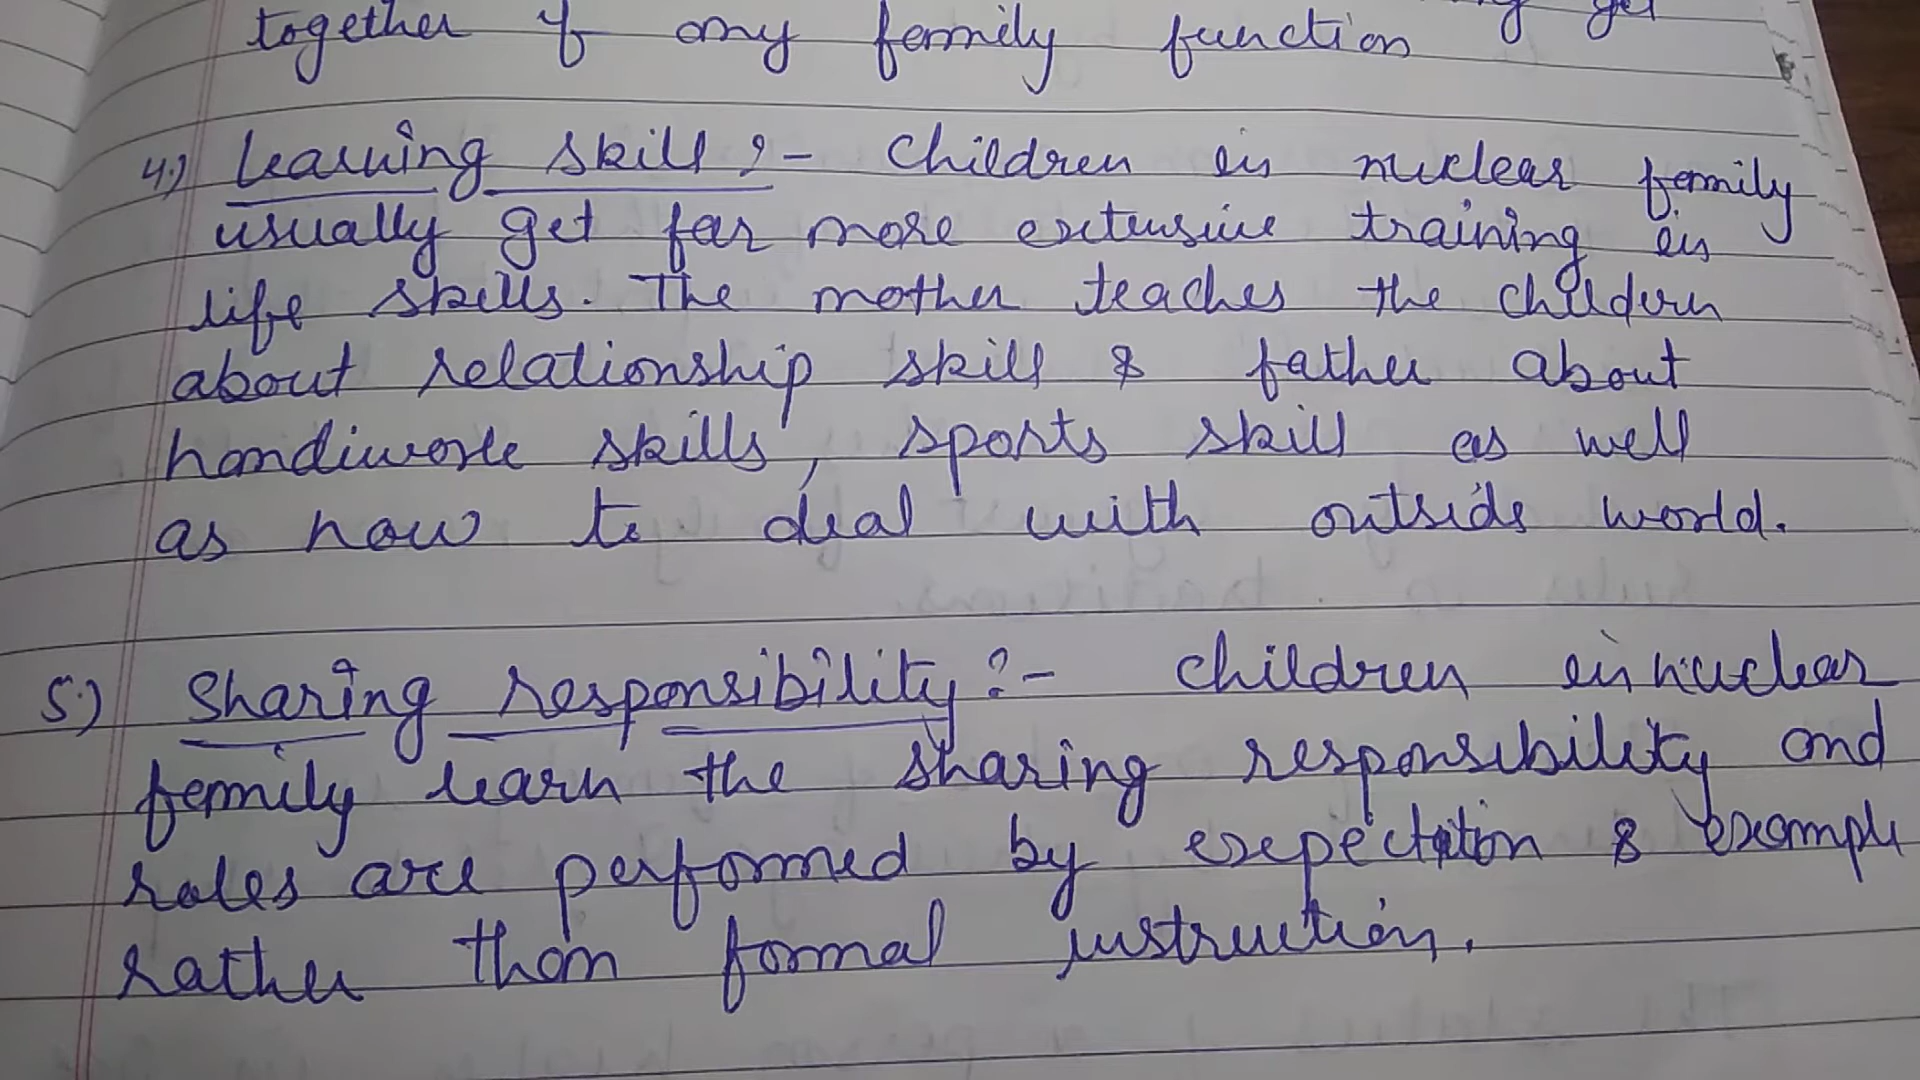 get
together if any family function
4.) Learning skill :- Children in nuclear family
usually get far more extensive training in
life skills. The mother teaches the childern
about relationship skill & father about
handiwork skills, sports skill as well
as how to deal with outside world.
5.) Sharing responsibility :- Children in nuclear
family learn the sharing responsibility and
roles are performed by expectation & example
rather than formal instruction.